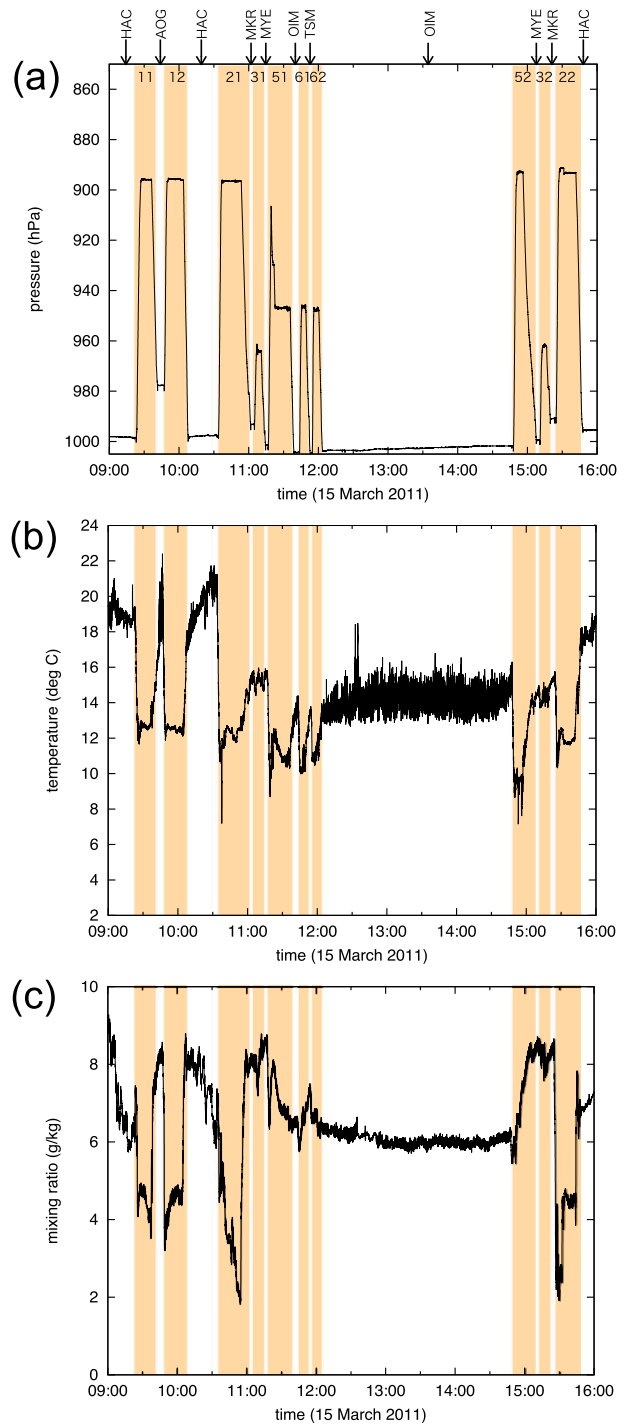 HAC AOG HAC MKR MYE OIM TSM OIM MYE MKR HAC
(a)
11 12 21 31 51 61 62 52 32 22
860
880
900
920
940
960
980
1000
pressure (hPa)
09:00 10:00 11:00 12:00 13:00 14:00 15:00 16:00
time (15 March 2011)
(b)
24
22
20
18
16
14
12
10
8
6
4
2
temperature (deg C)
09:00 10:00 11:00 12:00 13:00 14:00 15:00 16:00
time (15 March 2011)
(c)
10
8
6
4
2
0
mixing ratio (g/kg)
09:00 10:00 11:00 12:00 13:00 14:00 15:00 16:00
time (15 March 2011)